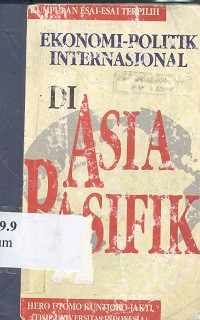 KUMPULAN ESAI-ESAI TERPILIH
EKONOMI-POLITIK
INTERNASIONAL
DI
ASIA
PASIFIK
9.9
um
HERO UTOMO KUNTJORO-JAKTI,
(FISIP UNIVERSITAS INDONESIA)